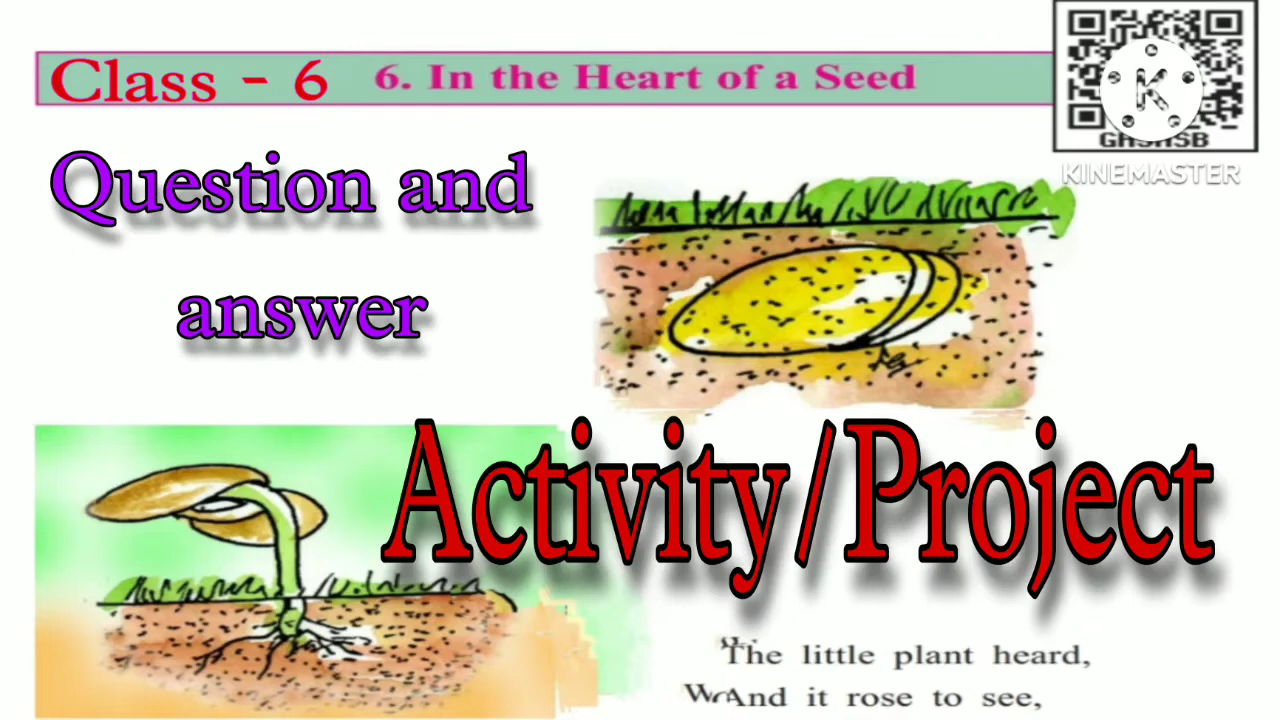 Class - 6 6. In the Heart of a Seed
KINEMASTER
Question and
answer
Activity/Project
The little plant heard,
And it rose to see,